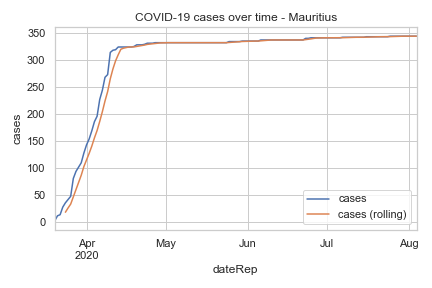 COVID-19 cases over time - Mauritius
350
300
250
200
150
100
50
0
cases
cases
cases (rolling)
Apr
2020
May
Jun
Jul
Aug
dateRep